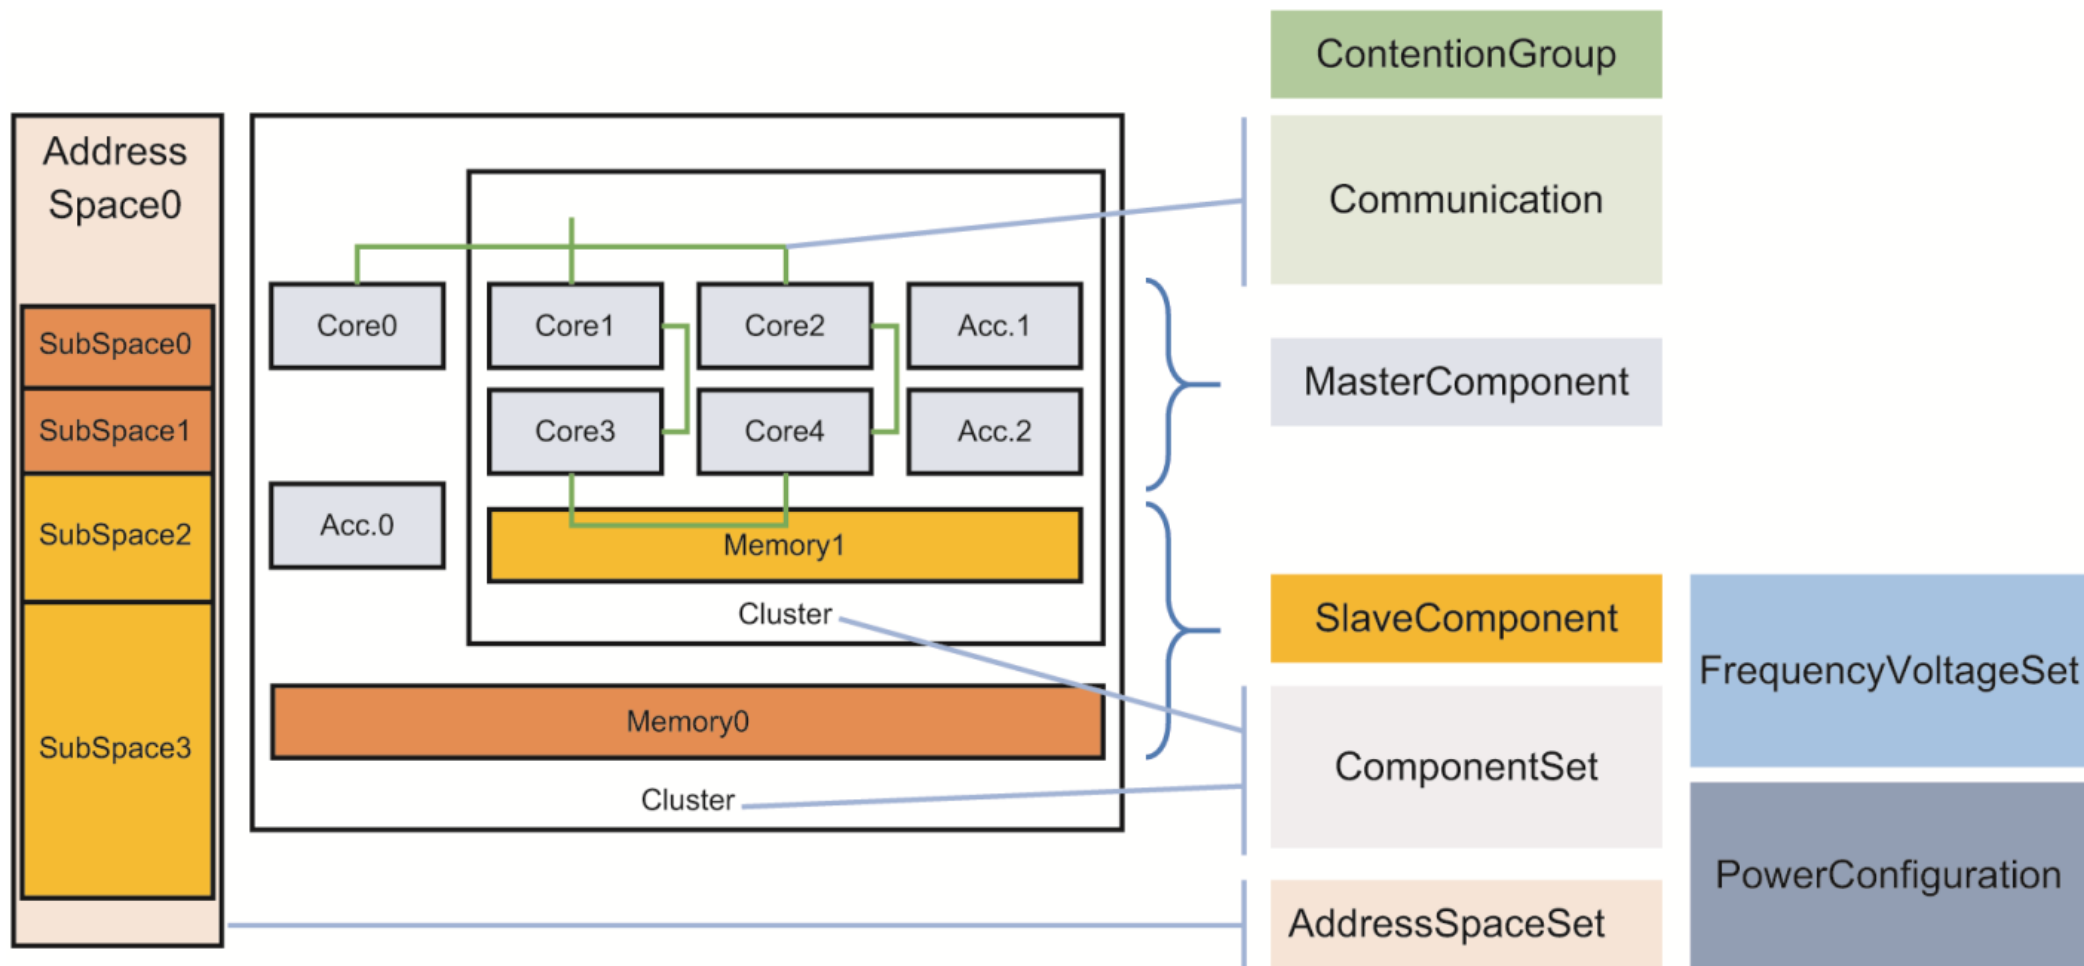 Address
Space0
SubSpace0
SubSpace1
SubSpace2
SubSpace3
Core0
Core1
Core2
Acc.1
Core3
Core4
Acc.2
Acc.0
Memory1
Cluster
Memory0
Cluster
ContentionGroup
Communication
MasterComponent
SlaveComponent
ComponentSet
AddressSpaceSet
FrequencyVoltageSet
PowerConfiguration